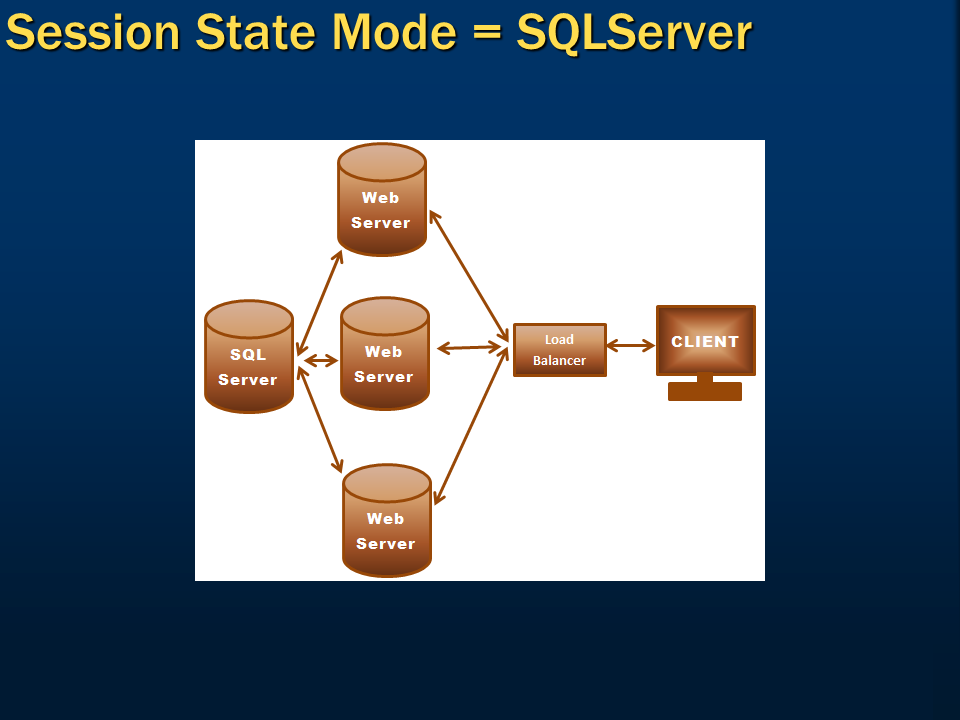 Session State Mode = SQLServer
Web
Server
SQL
Server
Web
Server
Load
Balancer
CLIENT
Web
Server